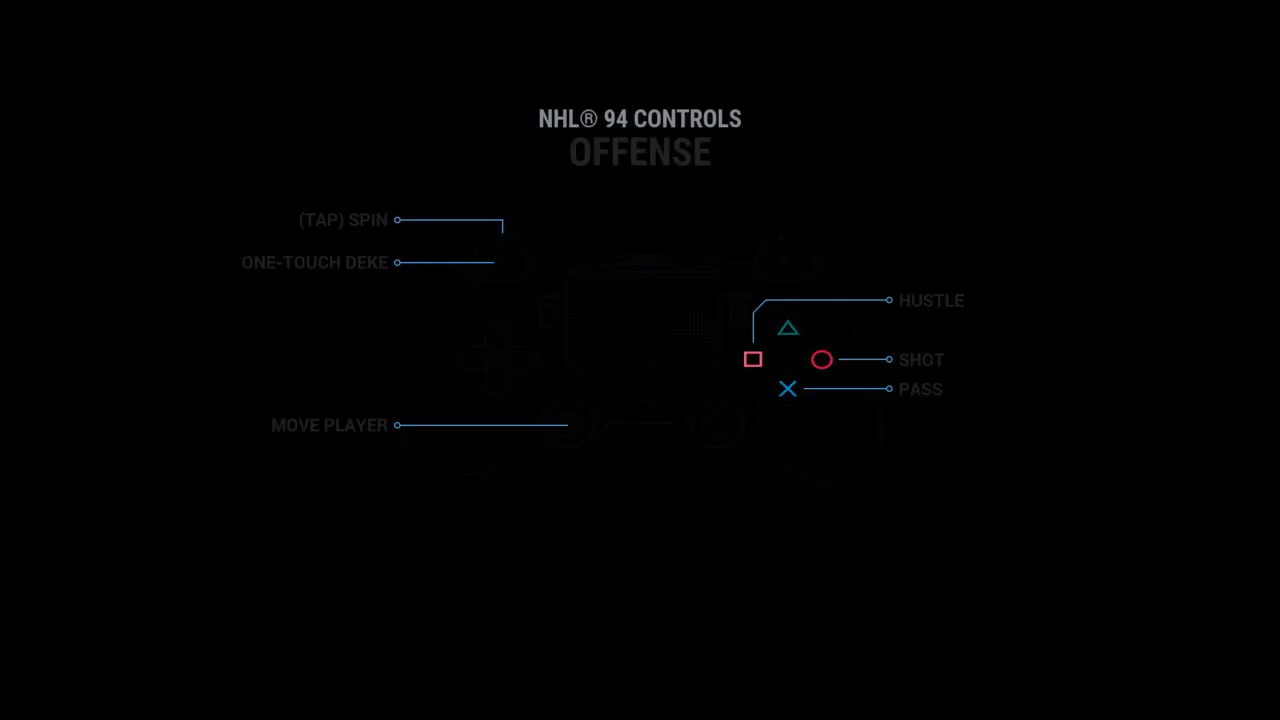 NHL® 94 CONTROLS
OFFENSE
(TAP) SPIN
ONE-TOUCH DEKE
HUSTLE
SHOT
PASS
MOVE PLAYER